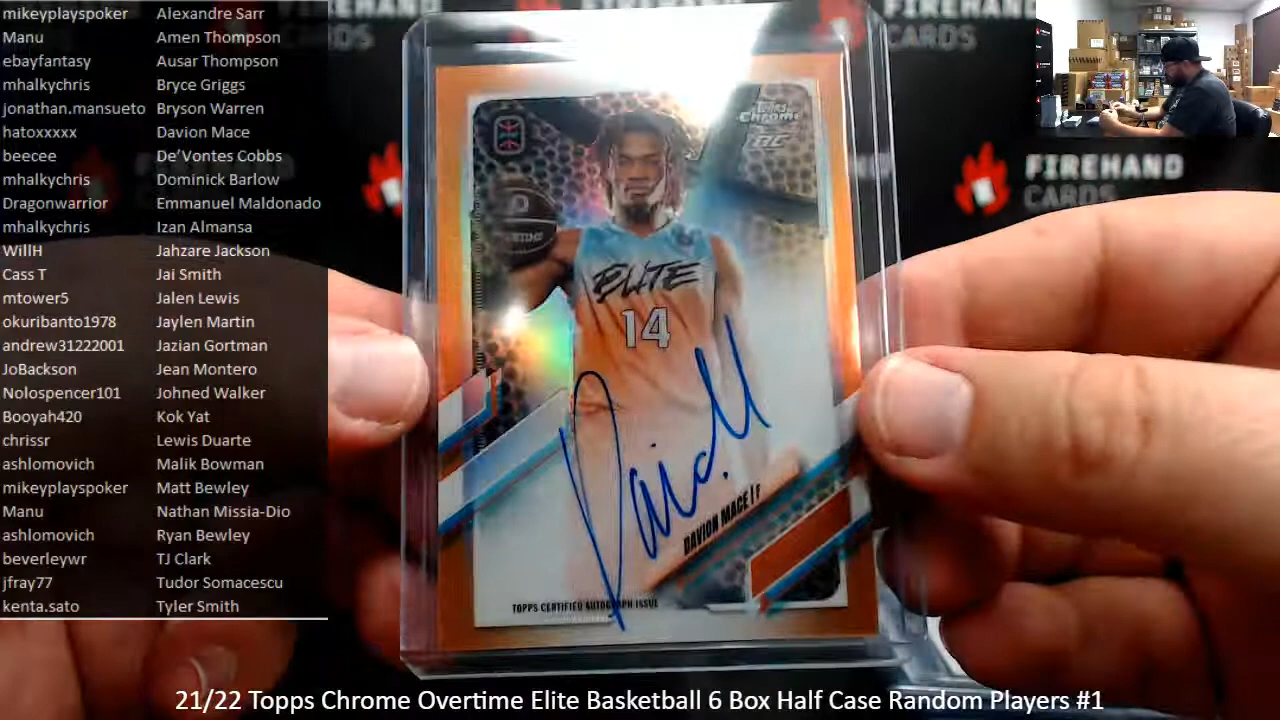 mikeyplayspoker Alexandre Sarr
Manu Amen Thompson
ebayfantasy Ausar Thompson
mhalkychris Bryce Griggs
jonathan.mansueto Bryson Warren
hatoxxxxx Davion Mace
beecee De'Vontes Cobbs
mhalkychris Dominick Barlow
Dragonwarrior Emmanuel Maldonado
mhalkychris Izan Almansa
WillH Jahzare Jackson
Cass T Jai Smith
mtower5 Jalen Lewis
okuribanto1978 Jaylen Martin
andrew31222001 Jazian Gortman
JoBackson Jean Montero
Nolospencer101 Johned Walker
Booyah420 Kok Yat
chrissr Lewis Duarte
ashlomovich Malik Bowman
mikeyplayspoker Matt Bewley
Manu Nathan Missia-Dio
ashlomovich Ryan Bewley
beverleywr TJ Clark
jfray77 Tudor Somacescu
kenta.sato Tyler Smith
FIREHAND
CARDS
Topps
Chrome
ELITE
14
DAVION MACE | F
TOPPS CERTIFIED AUTOGRAPH ISSUE
FIREHAND
CARDS
21/22 Topps Chrome Overtime Elite Basketball 6 Box Half Case Random Players #1